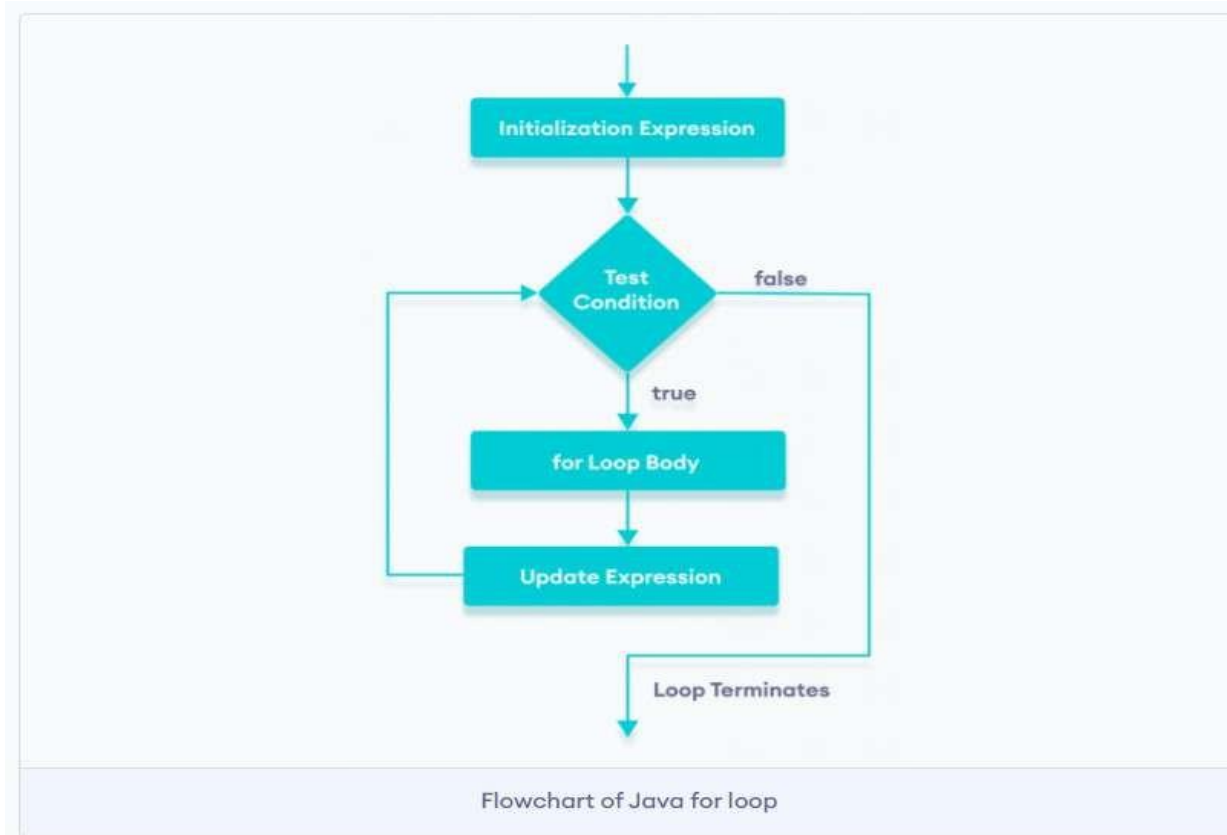 Initialization Expression
Test
Condition
false
true
for Loop Body
Update Expression
Loop Terminates
Flowchart of Java for loop